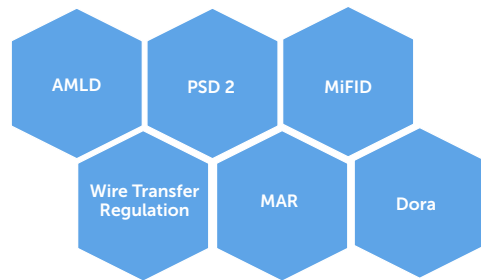 AMLD
PSD 2
MiFID
Wire Transfer
Regulation
MAR
Dora